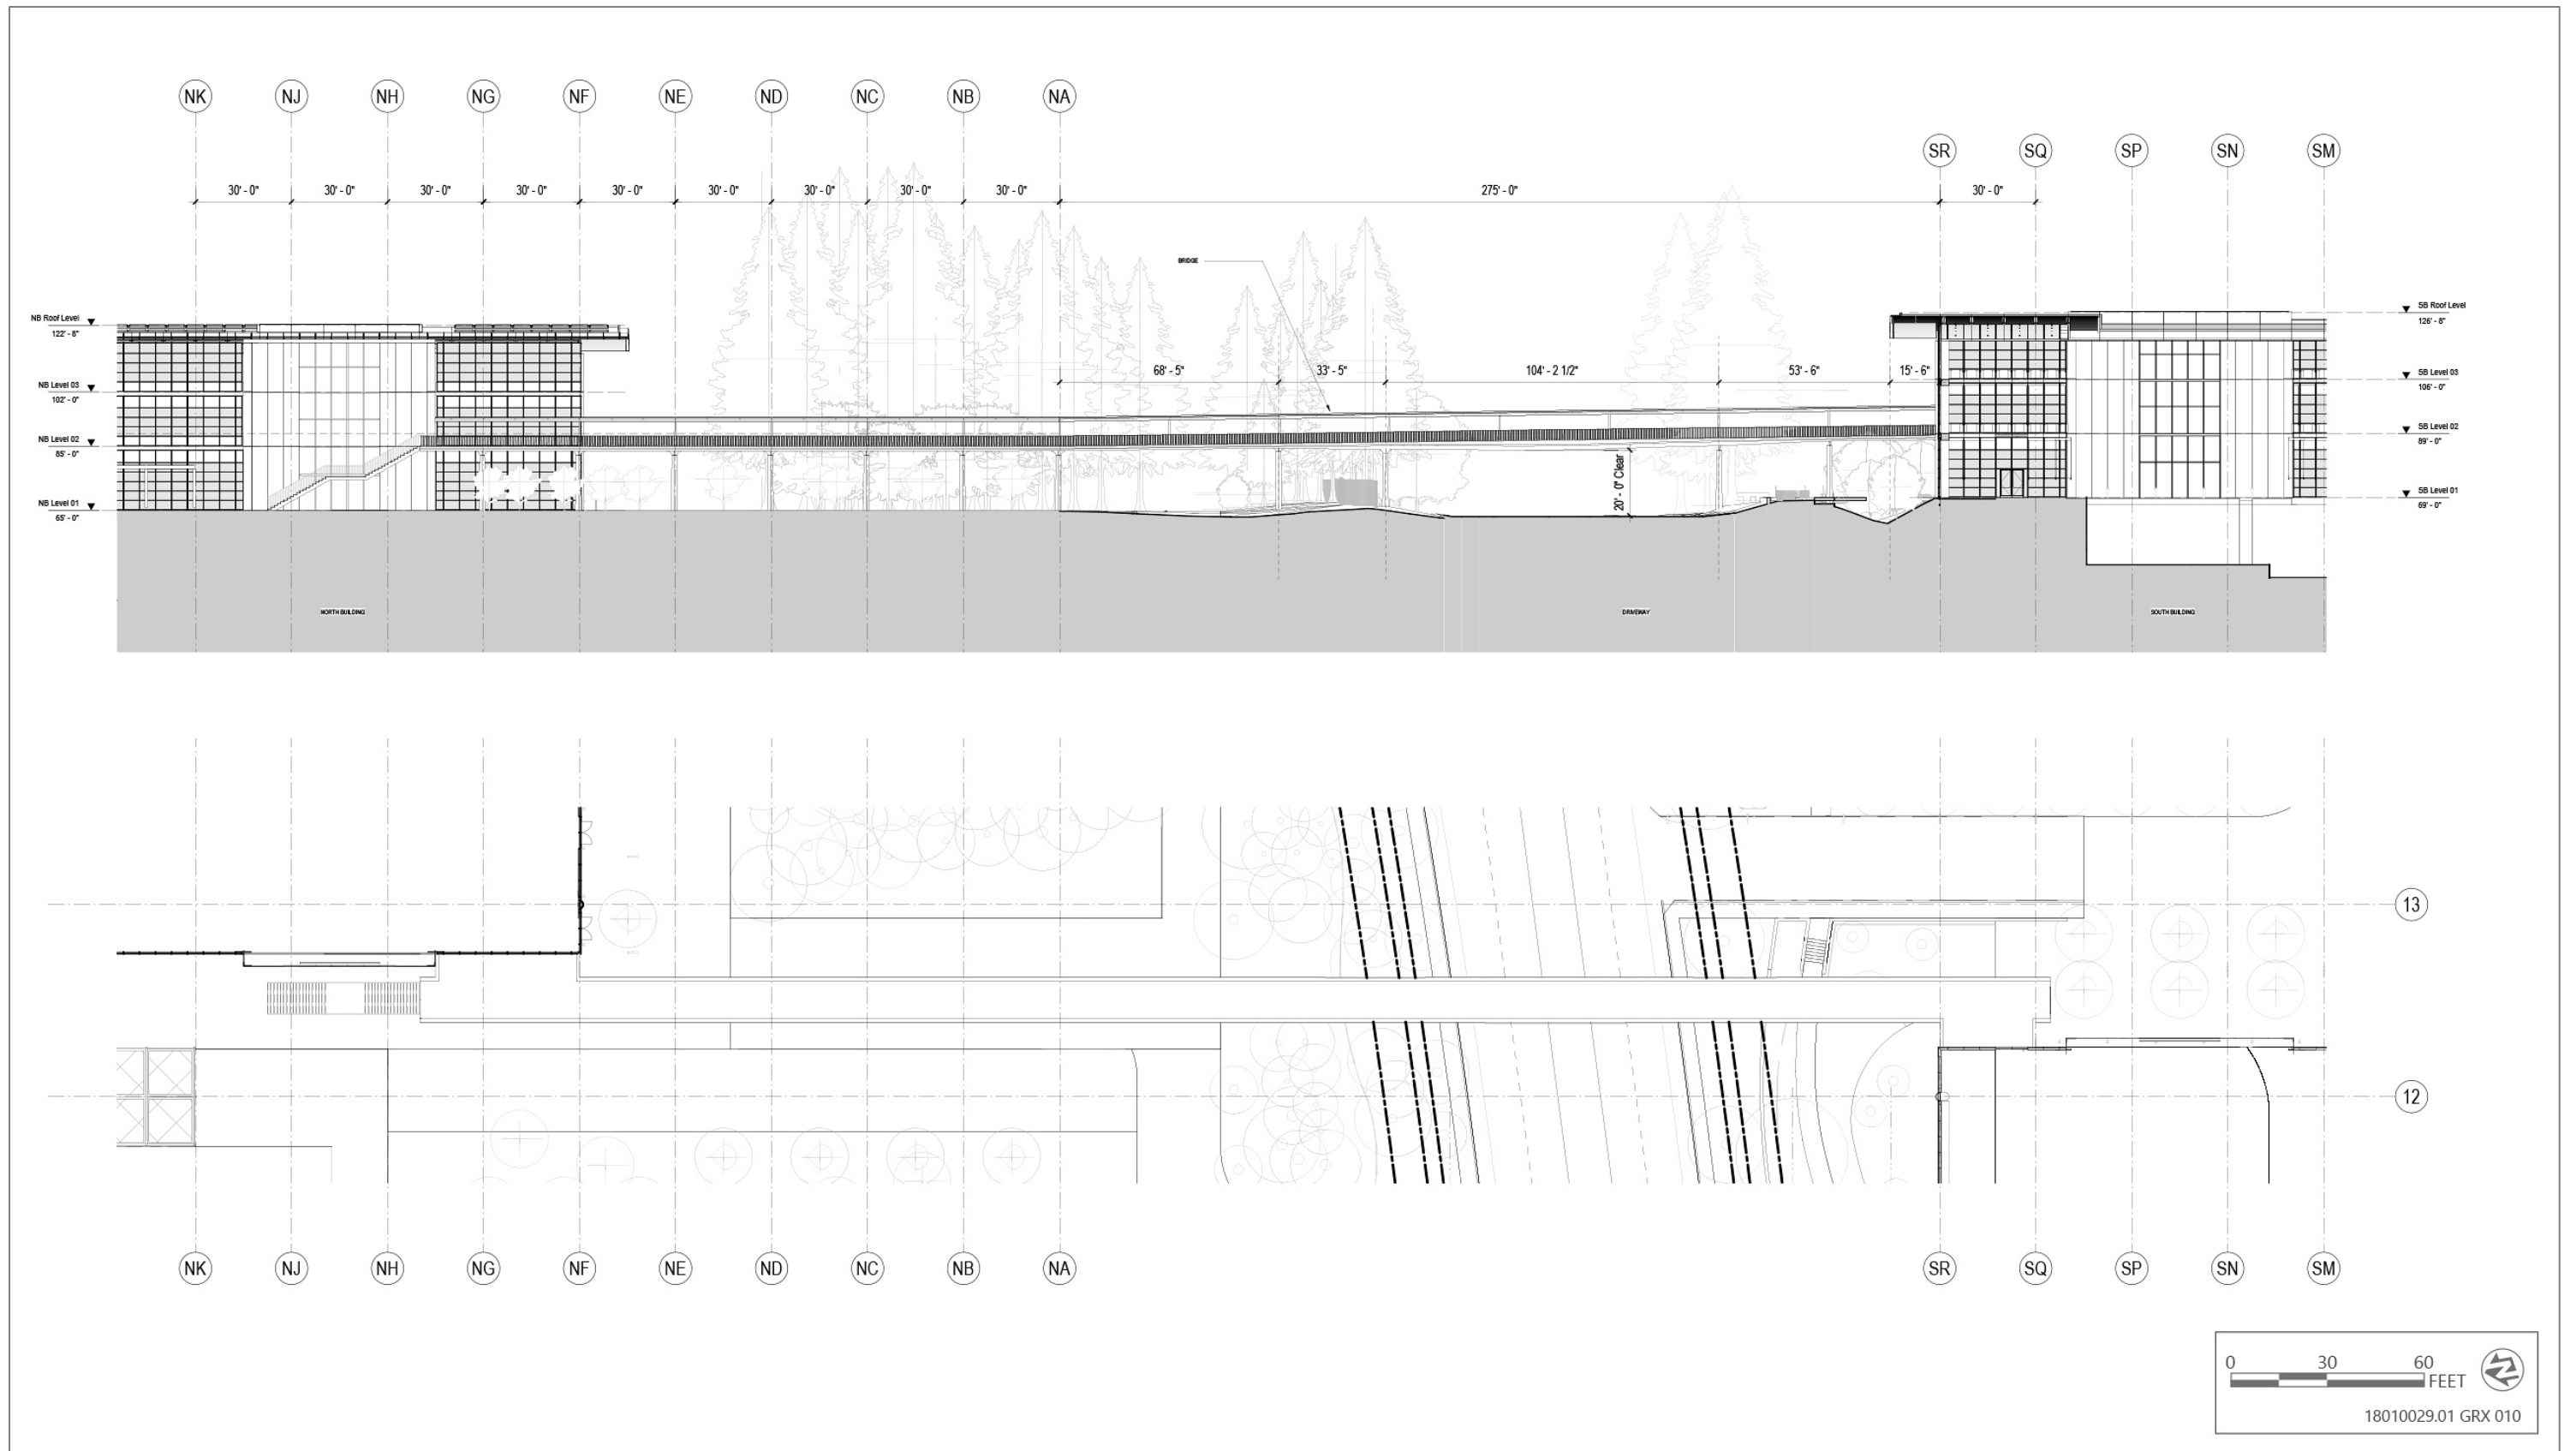 NK NJ NH NG NF NE ND NC NB NA
SR SQ SP SN SM
30' - 0" 30' - 0" 30' - 0" 30' - 0" 30' - 0" 30' - 0" 30' - 0" 30' - 0" 30' - 0" 275' - 0" 30' - 0"
BRIDGE
NB Roof Level
122' - 8"
NB Level 03
102' - 0"
NB Level 02
85' - 0"
NB Level 01
65' - 0"
68' - 5" 33' - 5" 104' - 2 1/2" 53' - 6" 15' - 6"
20' - 0" Clear
SB Roof Level
126' - 8"
SB Level 03
106' - 0"
SB Level 02
89' - 0"
SB Level 01
69' - 0"
NORTH BUILDING
DRIVEWAY
SOUTH BUILDING
13
12
NK NJ NH NG NF NE ND NC NB NA SR SQ SP SN SM
0 30 60
FEET
N
18010029.01 GRX 010